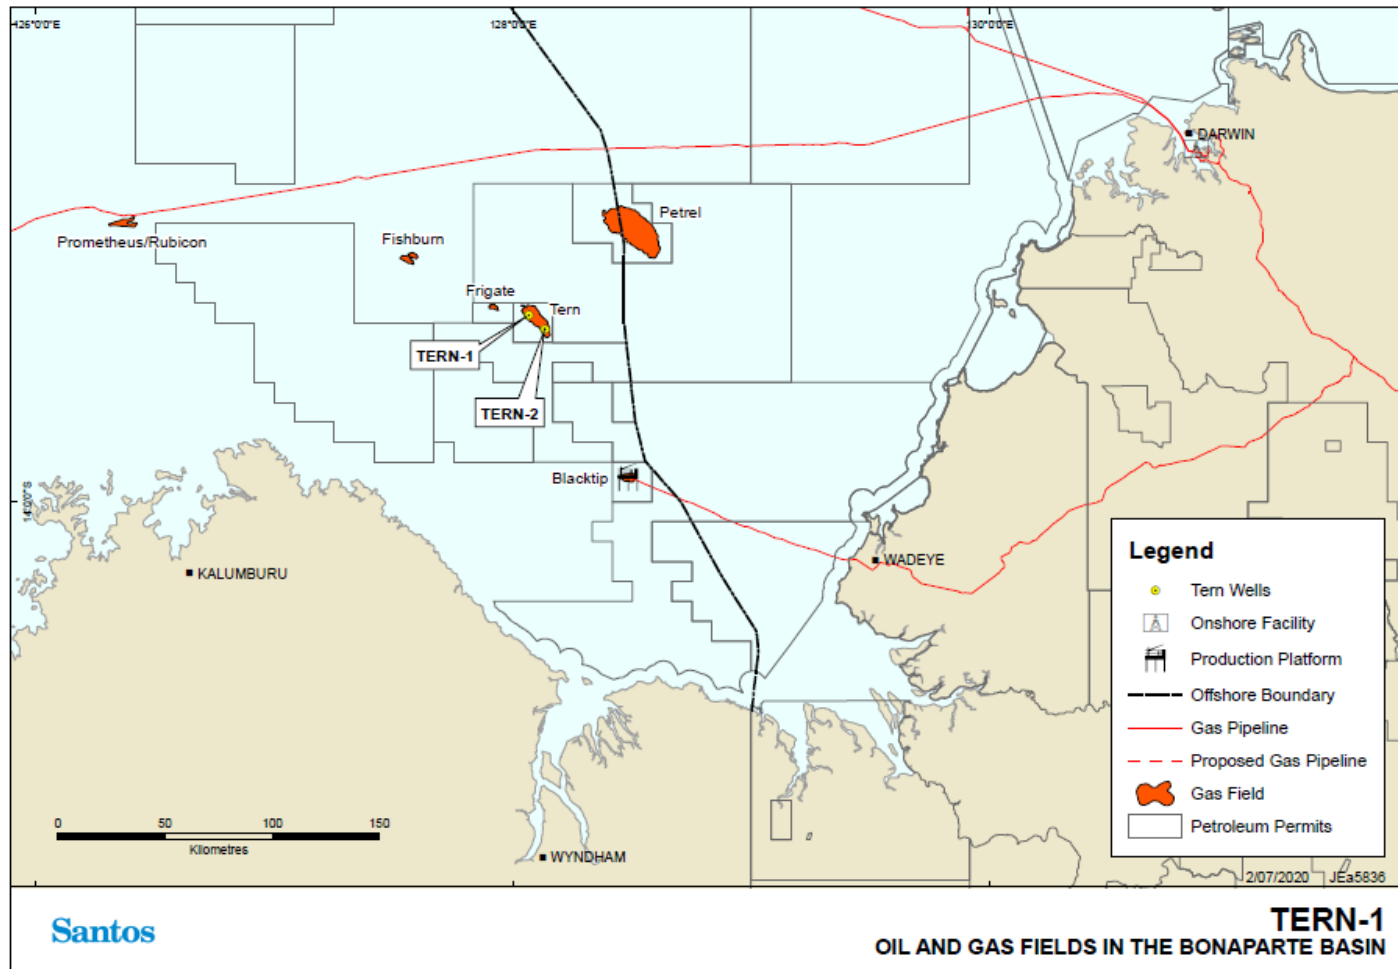 126°0'0"E
128°0'0"E
130°0'0"E
DARWIN
Petrel
Prometheus/Rubicon
Fishburn
Frigate
Tern
TERN-1
TERN-2
Blacktip
14°0'0"S
WADEYE
KALUMBURU
Legend
Tern Wells
Onshore Facility
Production Platform
Offshore Boundary
Gas Pipeline
Proposed Gas Pipeline
Gas Field
Petroleum Permits
0 50 100 150
Kilometres
WYNDHAM
2/07/2020 JEa5836
Santos
TERN-1
OIL AND GAS FIELDS IN THE BONAPARTE BASIN